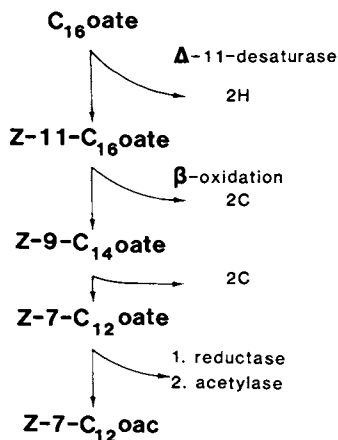 C₁₆oate
Δ-11-desaturase
2H
Z-11-C₁₆oate
β-oxidation
2C
Z-9-C₁₄oate
2C
Z-7-C₁₂oate
1. reductase
2. acetylase
Z-7-C₁₂oac